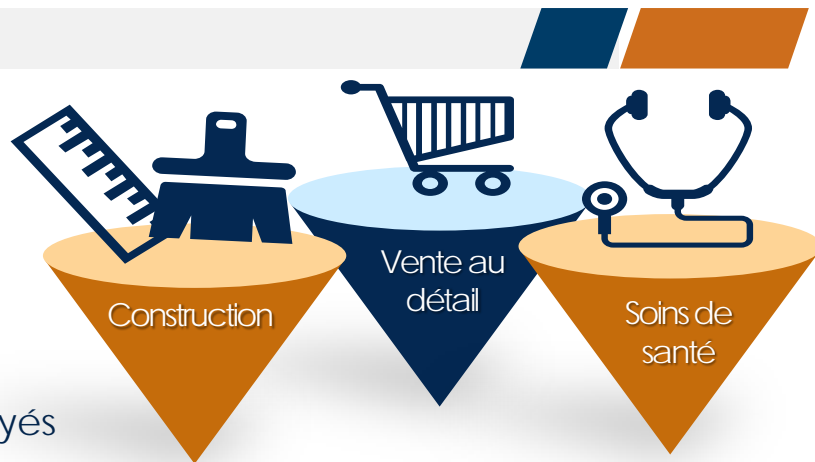 Construction
Vente au
détail
Soins de
santé
yés